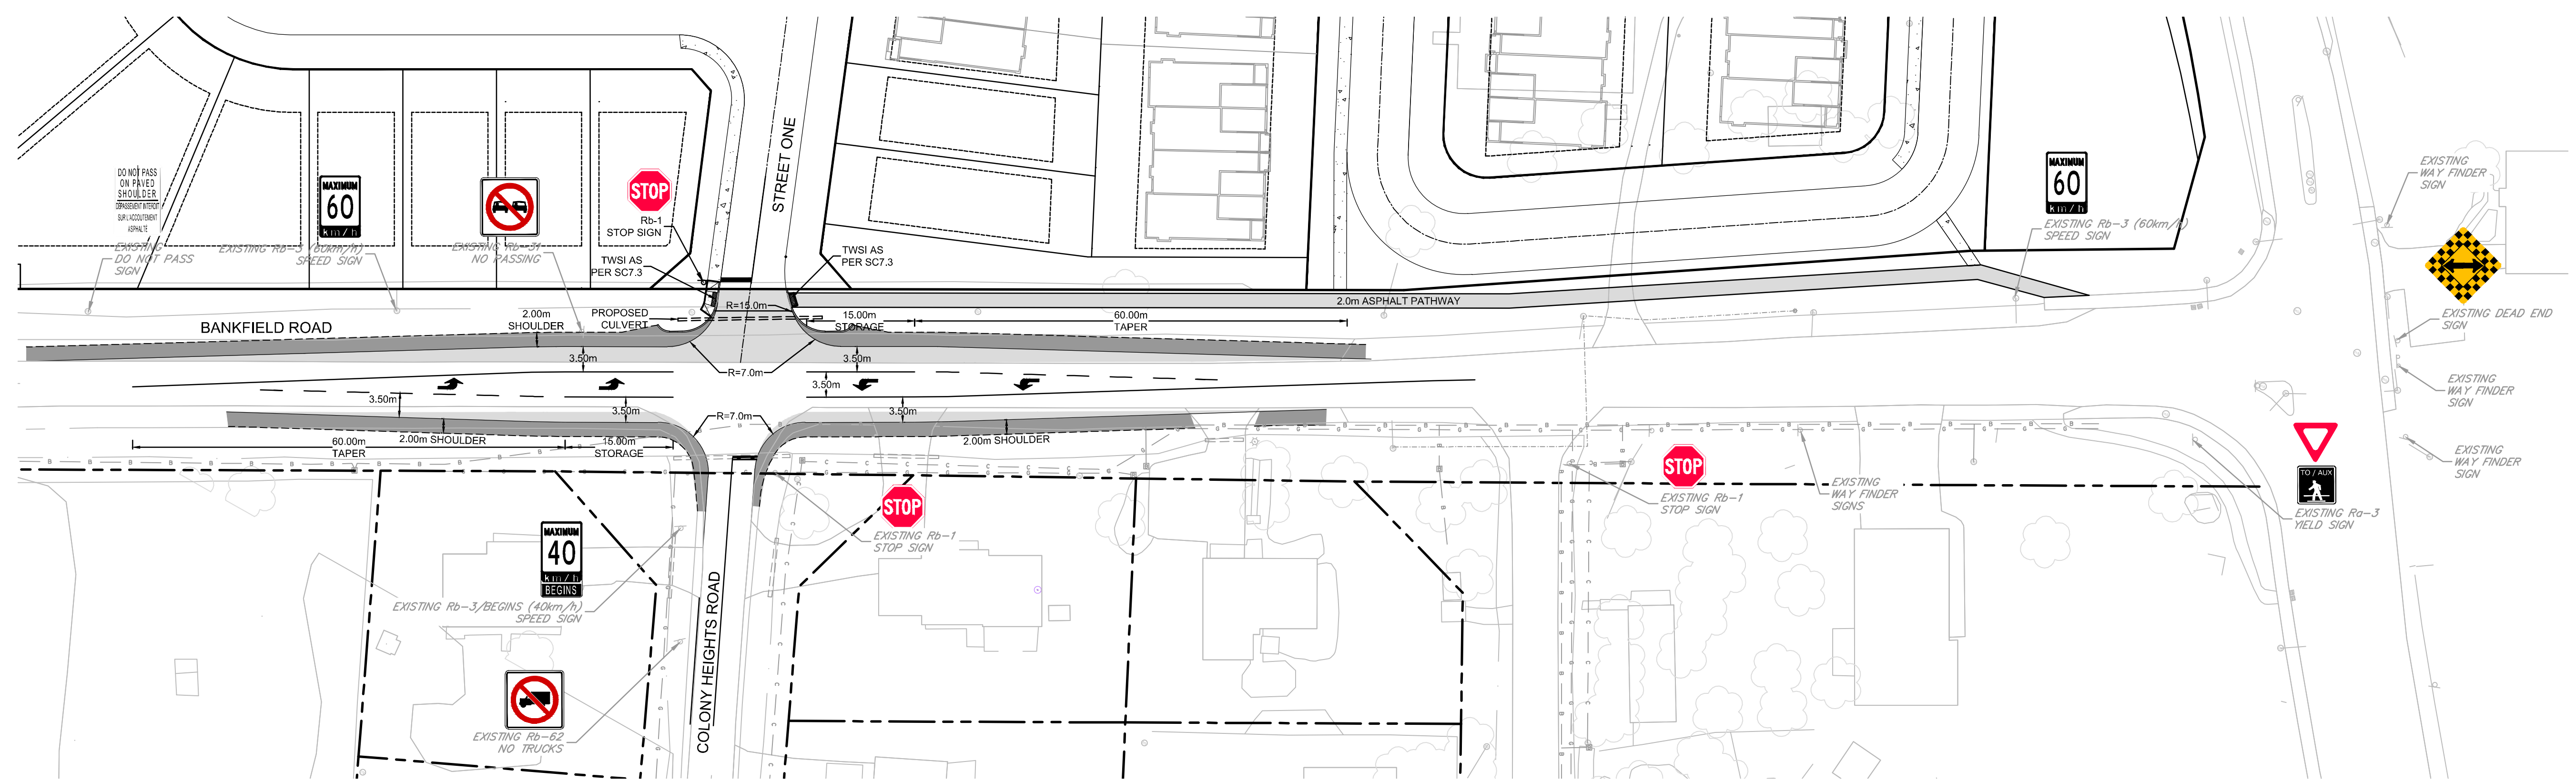 DO NOT PASS
ON PAVED
SHOULDER
DÉPASSEMENT INTERDIT
SUR L'ACCOUTEMENT
ASPHALTE
EXISTING
DO NOT PASS
SIGN
MAXIMUM
60
km/h
EXISTING Rb-3 (60km/h)
SPEED SIGN
EXISTING Rb-31
NO PASSING
STOP
Rb-1
STOP SIGN
TWSI AS
PER SC7.3
STREET ONE
TWSI AS
PER SC7.3
MAXIMUM
60
km/h
EXISTING Rb-3 (60km/h)
SPEED SIGN
EXISTING
WAY FINDER
SIGN
EXISTING DEAD END
SIGN
EXISTING
WAY FINDER
SIGN
EXISTING
WAY FINDER
SIGN
BANKFIELD ROAD
2.00m
SHOULDER
PROPOSED
CULVERT
R=15.0m
15.00m
STORAGE
60.00m
TAPER
2.0m ASPHALT PATHWAY
3.50m
3.50m
R=7.0m
3.50m
3.50m
3.50m
3.50m
R=7.0m
60.00m
TAPER
2.00m SHOULDER
15.00m
STORAGE
2.00m SHOULDER
STOP
EXISTING Rb-1
STOP SIGN
STOP
EXISTING Rb-1
STOP SIGN
EXISTING
WAY FINDER
SIGNS
TO / AUX
EXISTING Ra-3
YIELD SIGN
MAXIMUM
40
km/h
BEGINS
EXISTING Rb-3/BEGINS (40km/h)
SPEED SIGN
EXISTING Rb-62
NO TRUCKS
COLONY HEIGHTS ROAD